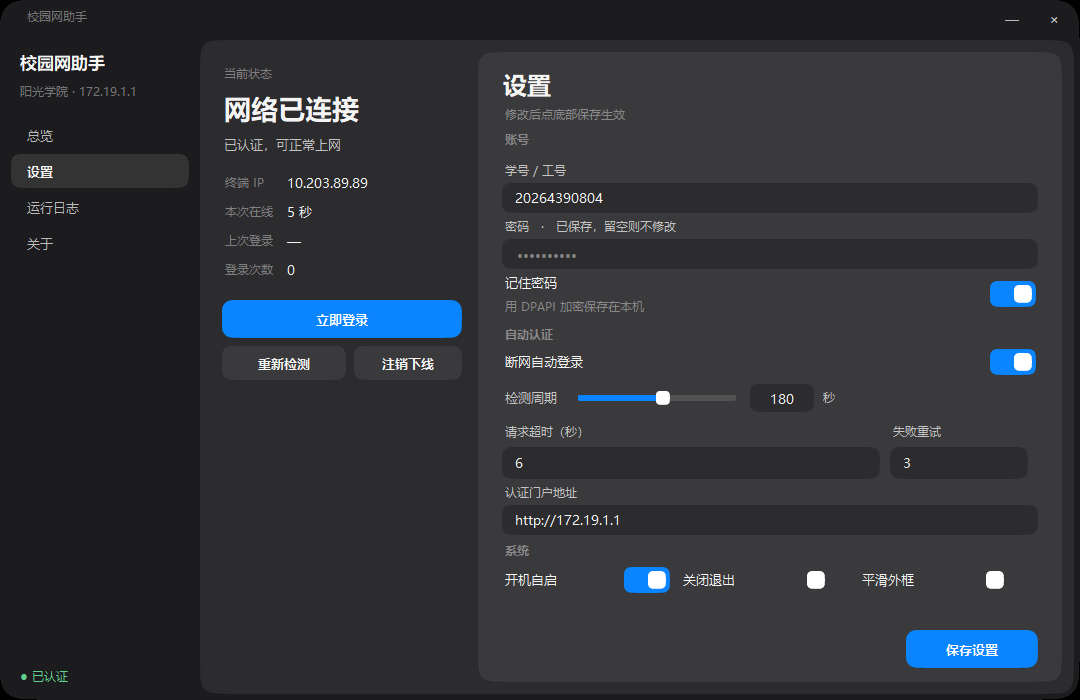 校园网助手
— ×
校园网助手
阳光学院 · 172.19.1.1
总览
设置
运行日志
关于
● 已认证
当前状态
网络已连接
已认证，可正常上网
终端 IP 10.203.89.89
本次在线 5 秒
上次登录 —
登录次数 0
立即登录
重新检测 注销下线
设置
修改后点底部保存生效
账号
学号 / 工号
20264390804
密码 · 已保存，留空则不修改
••••••••••
记住密码
用 DPAPI 加密保存在本机
自动认证
断网自动登录
检测周期 180 秒
请求超时（秒） 失败重试
6 3
认证门户地址
http://172.19.1.1
系统
开机自启 关闭退出 平滑外框
保存设置